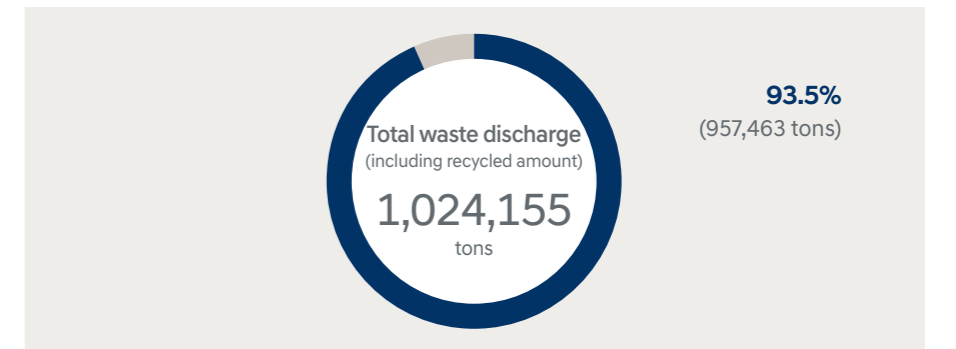 Total waste discharge
(including recycled amount)
1,024,155
tons
93.5%
(957,463 tons)